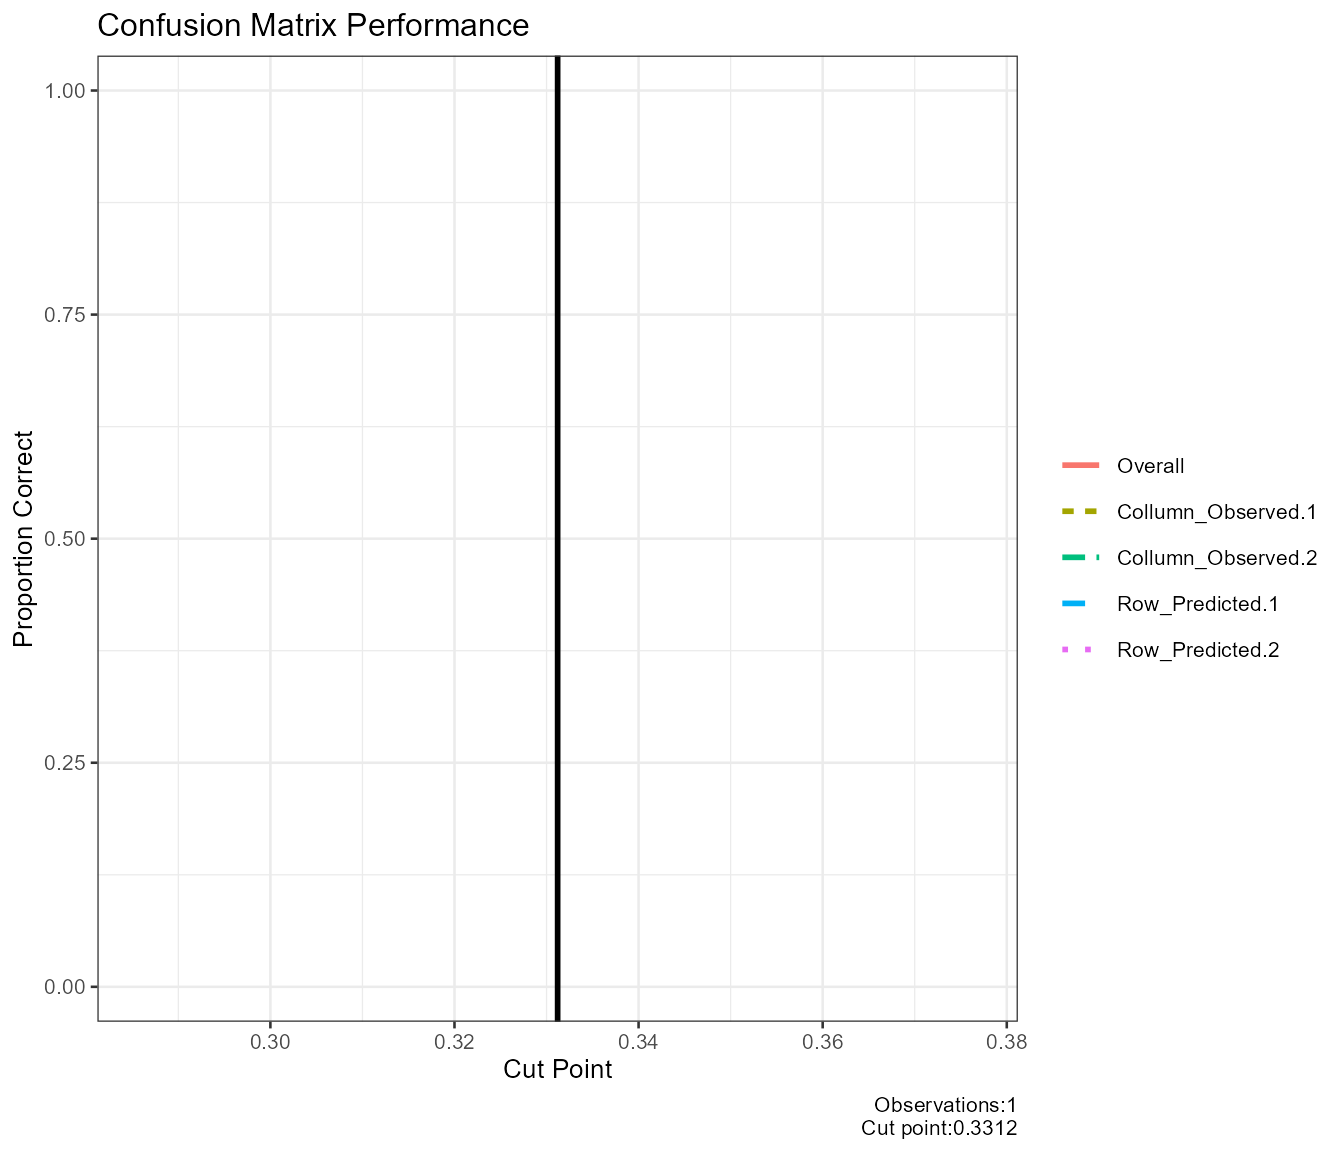 Confusion Matrix Performance
1.00
0.75
0.50
0.25
0.00
Proportion Correct
0.30 0.32 0.34 0.36 0.38
Cut Point
Overall
Collumn_Observed.1
Collumn_Observed.2
Row_Predicted.1
Row_Predicted.2
Observations:1
Cut point:0.3312